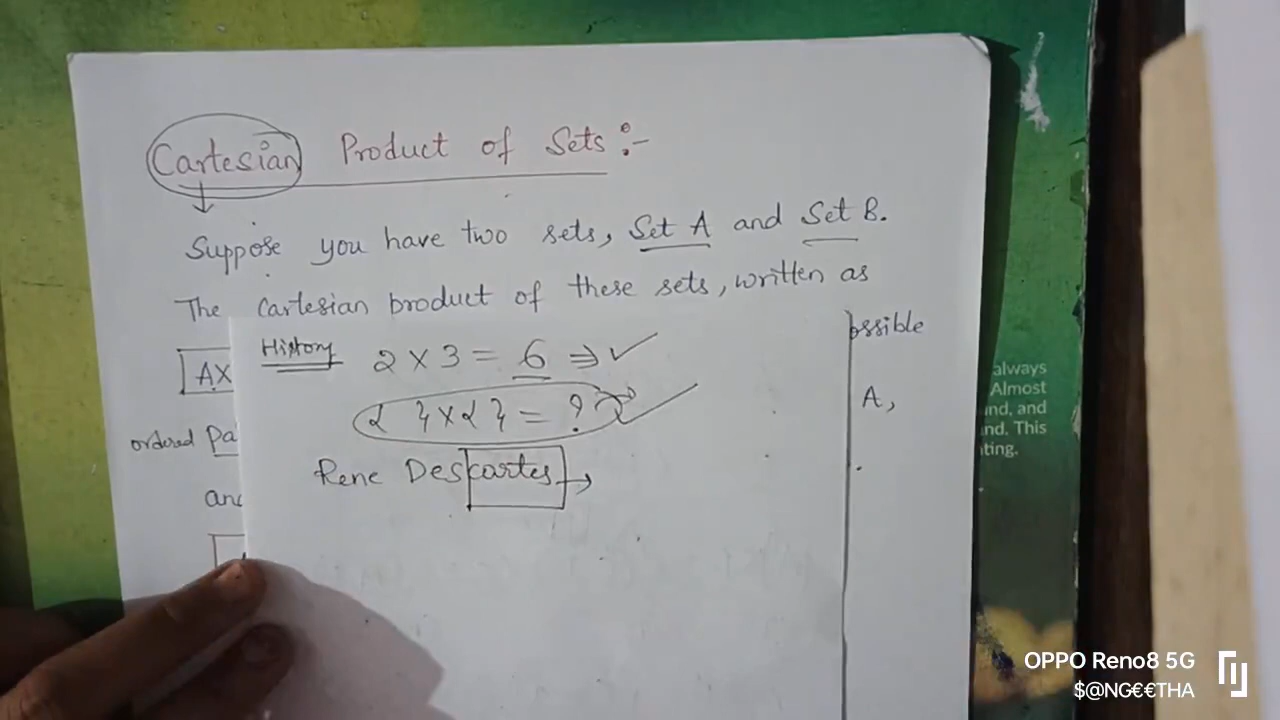 Cartesian Product of Sets :-
Suppose you have two sets, Set A and Set B.
The Cartesian product of these sets, written as
AX
ossible
ordered Pa
A,
and
History 2 × 3 = 6 ⇒ ✓
{ } × { } = ?
Rene Descartes →
always
Almost
and, and
nd. This
ting.
OPPO Reno8 5G
$@NG€€THA